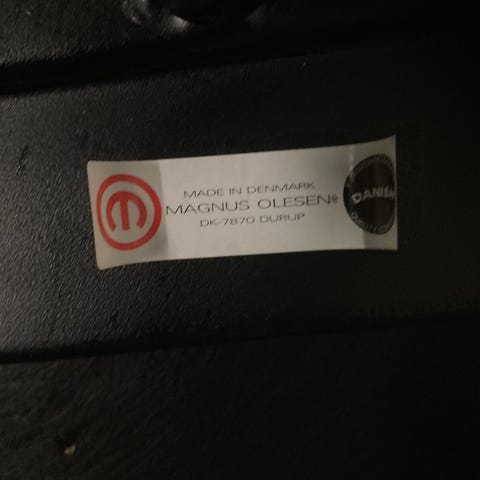 MADE IN DENMARK
MAGNUS OLESEN®
DK-7870 DURUP
DANISH